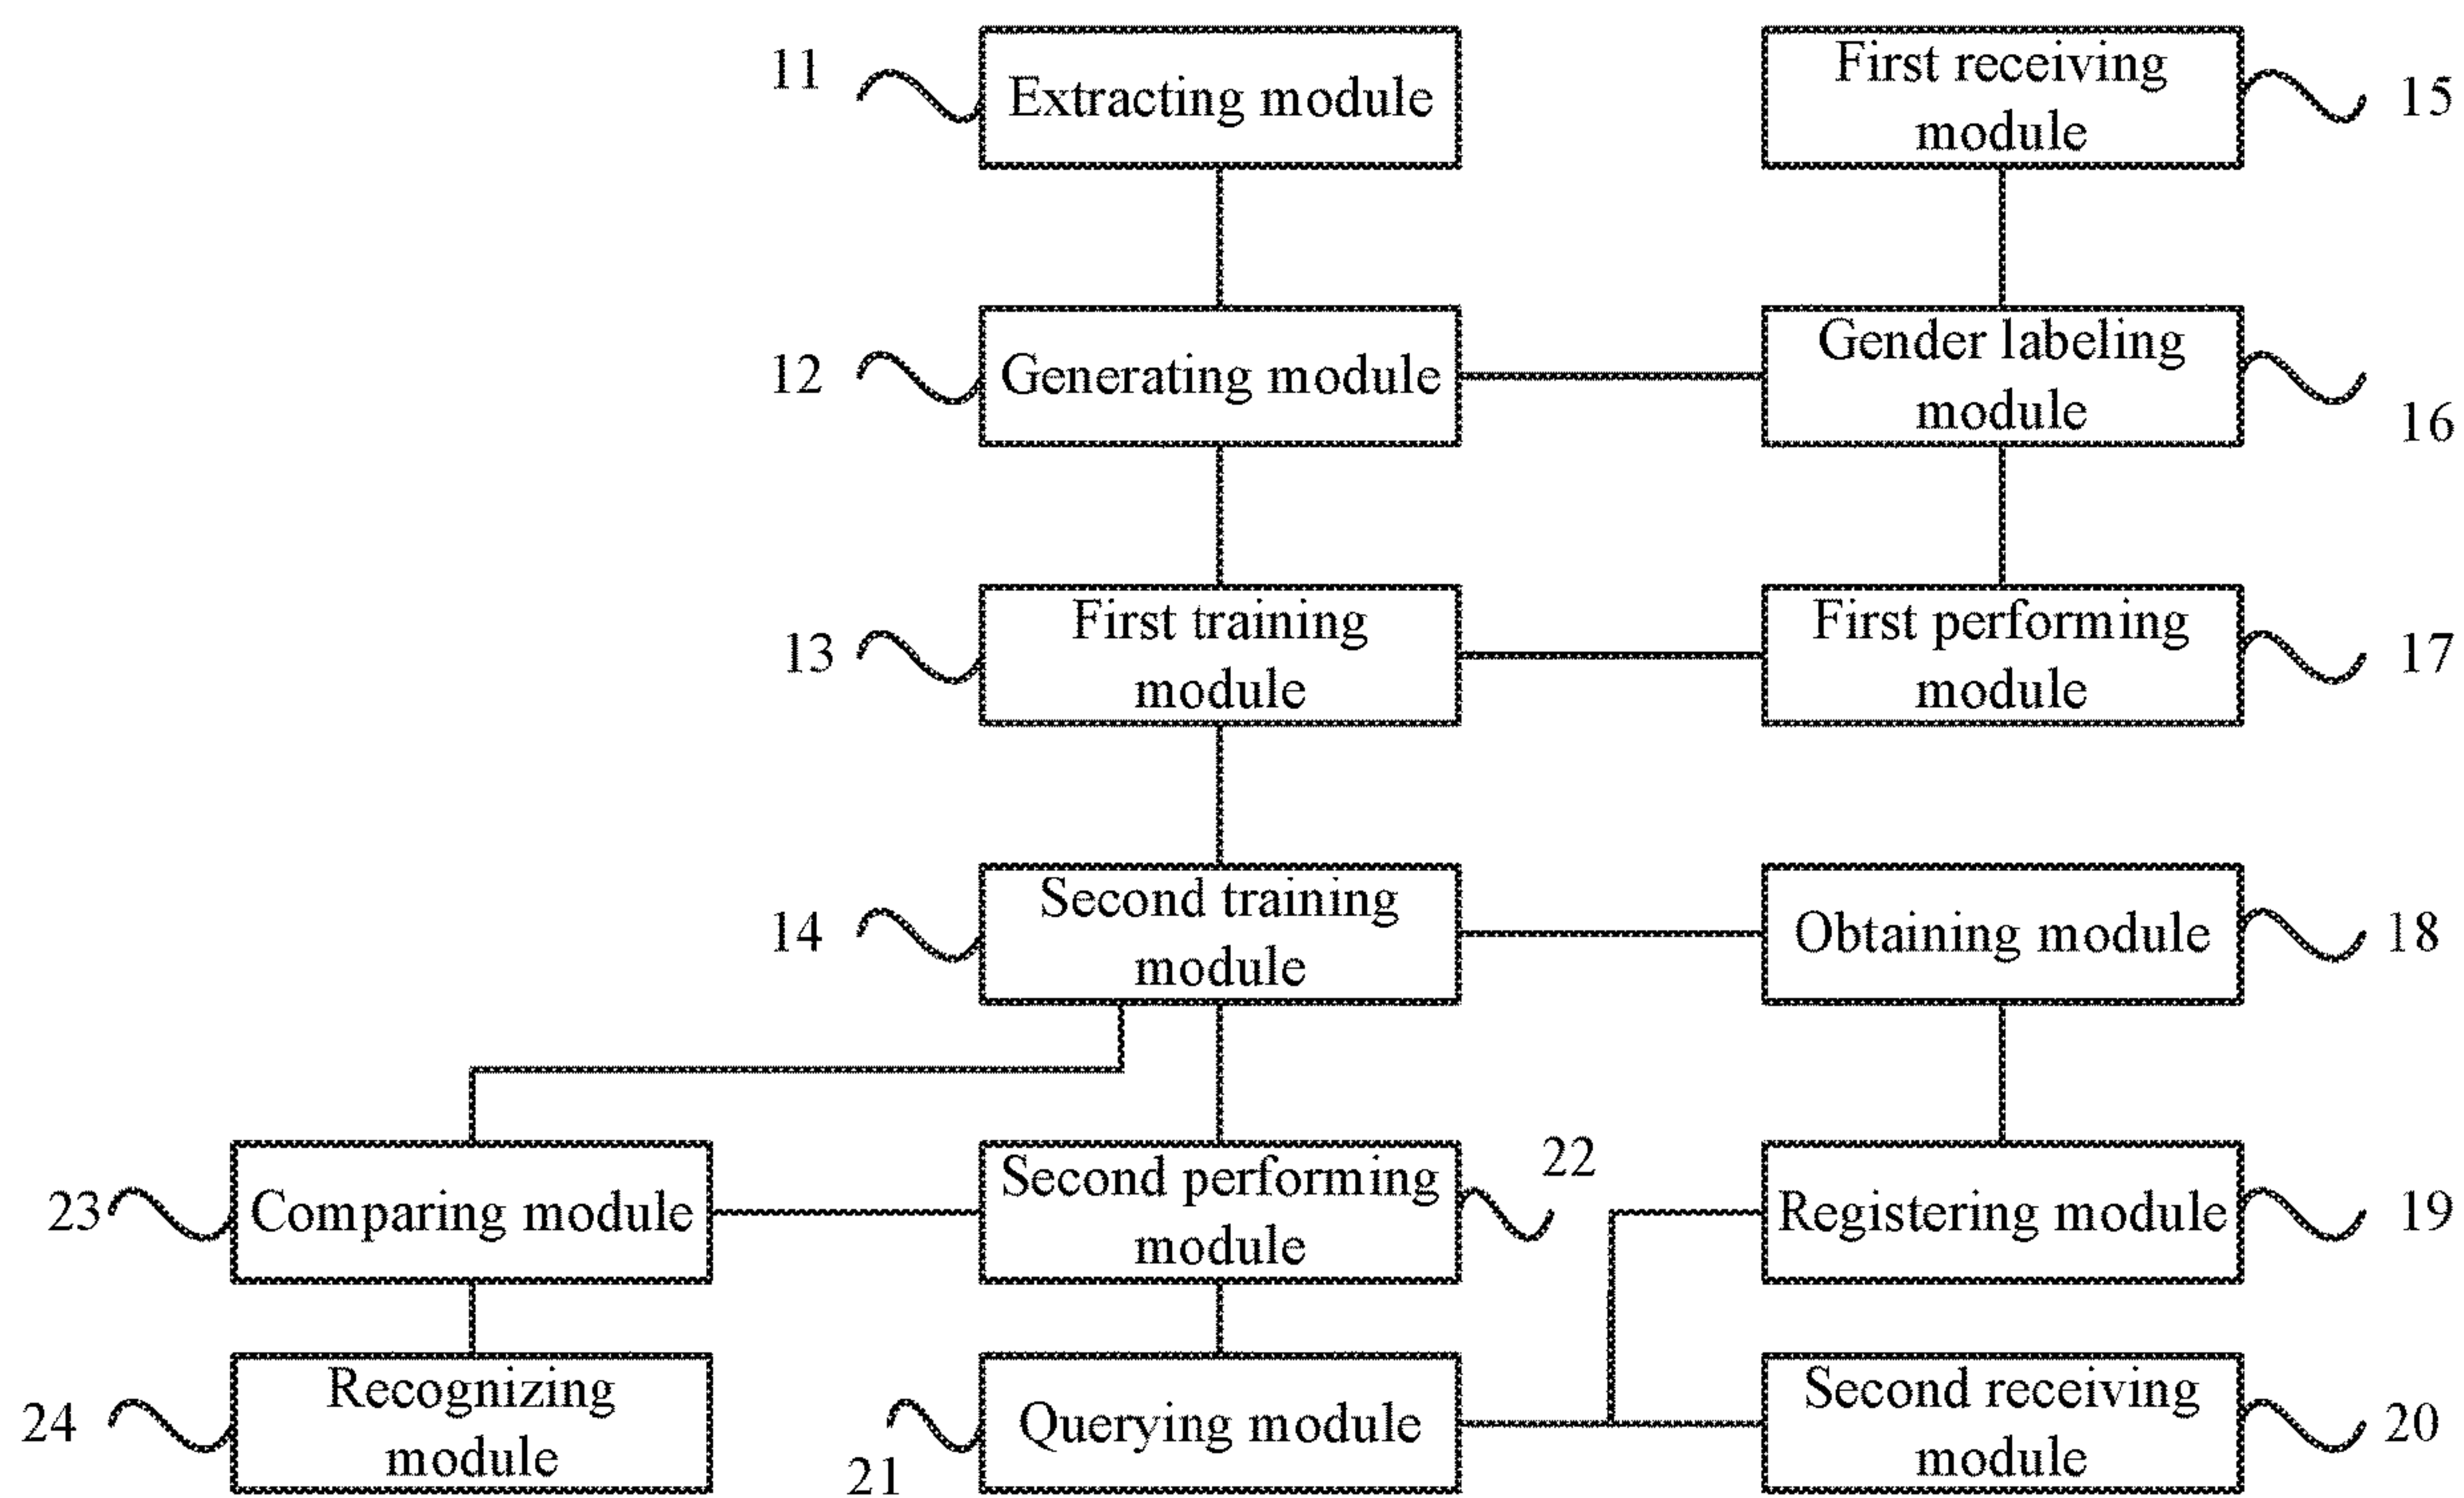 11
Extracting module
First receiving
module
15
12
Generating module
Gender labeling
module
16
13
First training
module
First performing
module
17
14
Second training
module
Obtaining module
18
23
Comparing module
Second performing
module
22
Registering module
19
24
Recognizing
module
21
Querying module
Second receiving
module
20